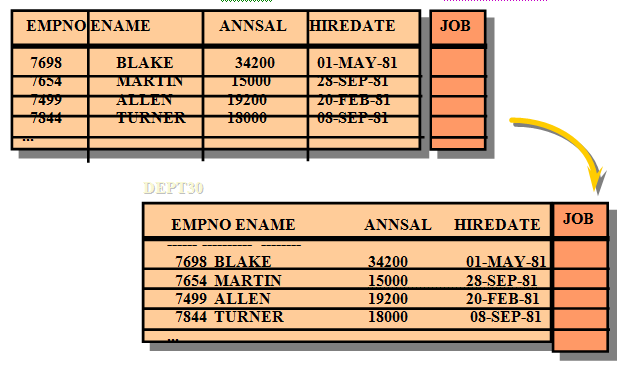 EMPNO ENAME ANNSAL HIREDATE JOB
7698 BLAKE 34200 01-MAY-81
7654 MARTIN 15000 28-SEP-81
7499 ALLEN 19200 20-FEB-81
7844 TURNER 18000 08-SEP-81
...
DEPT30
EMPNO ENAME ANNSAL HIREDATE JOB
------ ---------- --------
7698 BLAKE 34200 01-MAY-81
7654 MARTIN 15000 28-SEP-81
7499 ALLEN 19200 20-FEB-81
7844 TURNER 18000 08-SEP-81
...